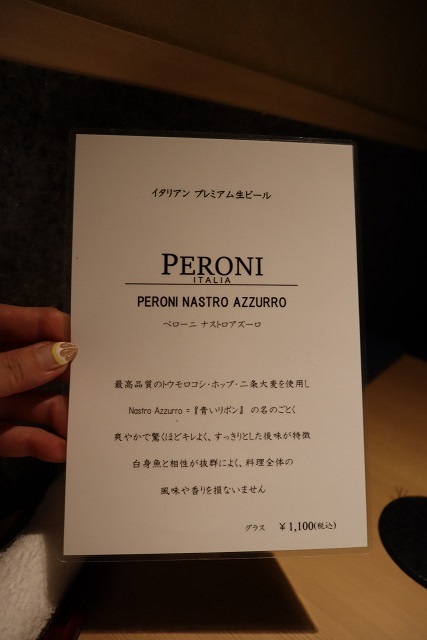 イタリアン プレミアム生ビール
PERONI
ITALIA
PERONI NASTRO AZZURRO
ペローニ ナストロアズーロ
最高品質のトウモロコシ・ホップ・二条大麦を使用し
Nastro Azzurro =『青いリボン』 の名のごとく
爽やかで驚くほどキレよく、すっきりとした後味が特徴
白身魚と相性が抜群によく、料理全体の
風味や香りを損ないません
グラス ￥1,100(税込)